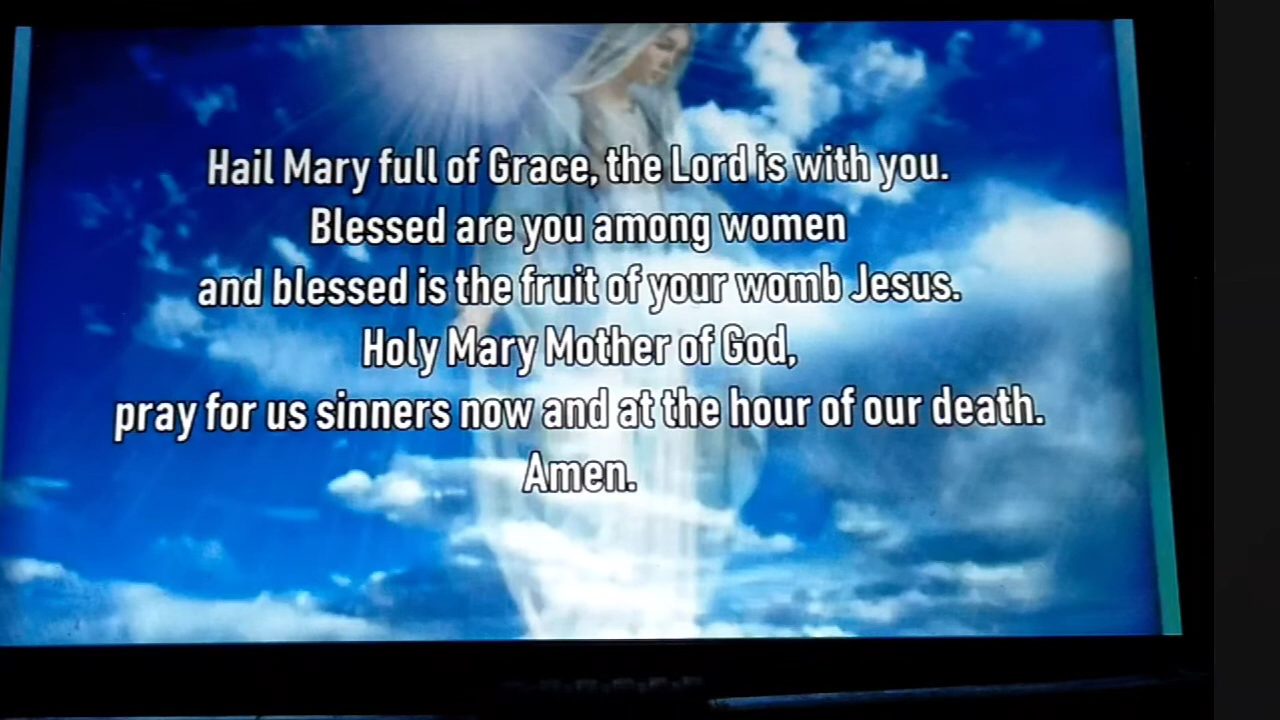 Hail Mary full of Grace, the Lord is with you.
Blessed are you among women
and blessed is the fruit of your womb Jesus.
Holy Mary Mother of God,
pray for us sinners now and at the hour of our death.
Amen.